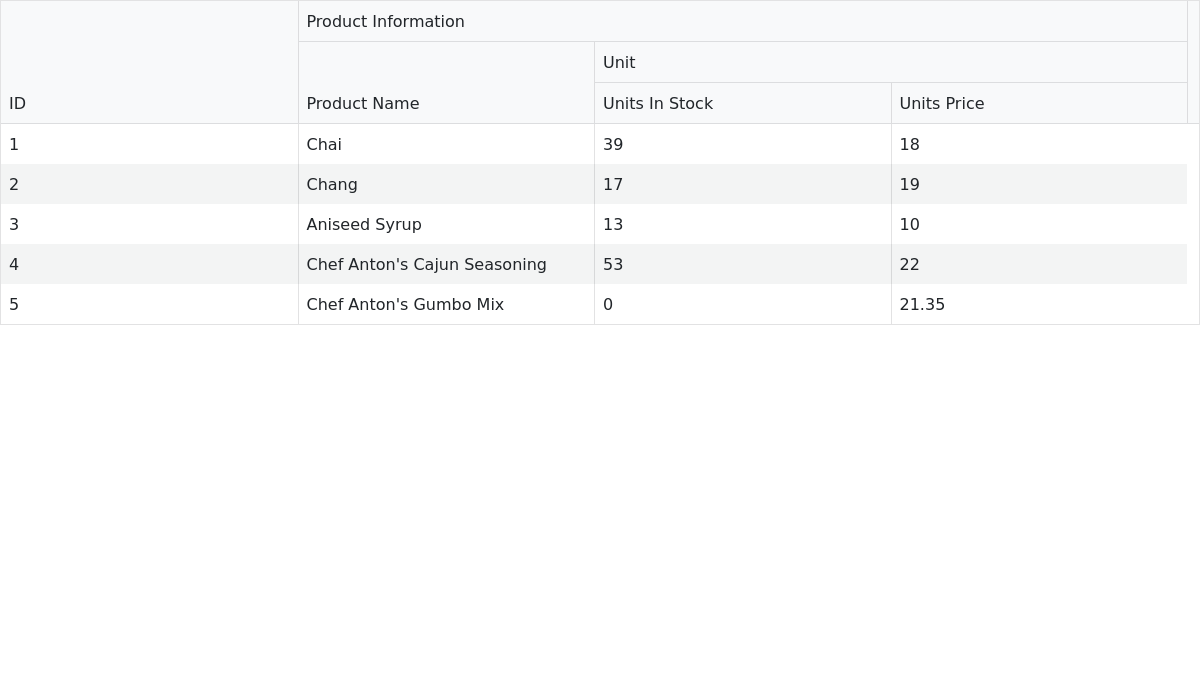 Product Information
Unit
ID Product Name Units In Stock Units Price
1 Chai 39 18
2 Chang 17 19
3 Aniseed Syrup 13 10
4 Chef Anton's Cajun Seasoning 53 22
5 Chef Anton's Gumbo Mix 0 21.35